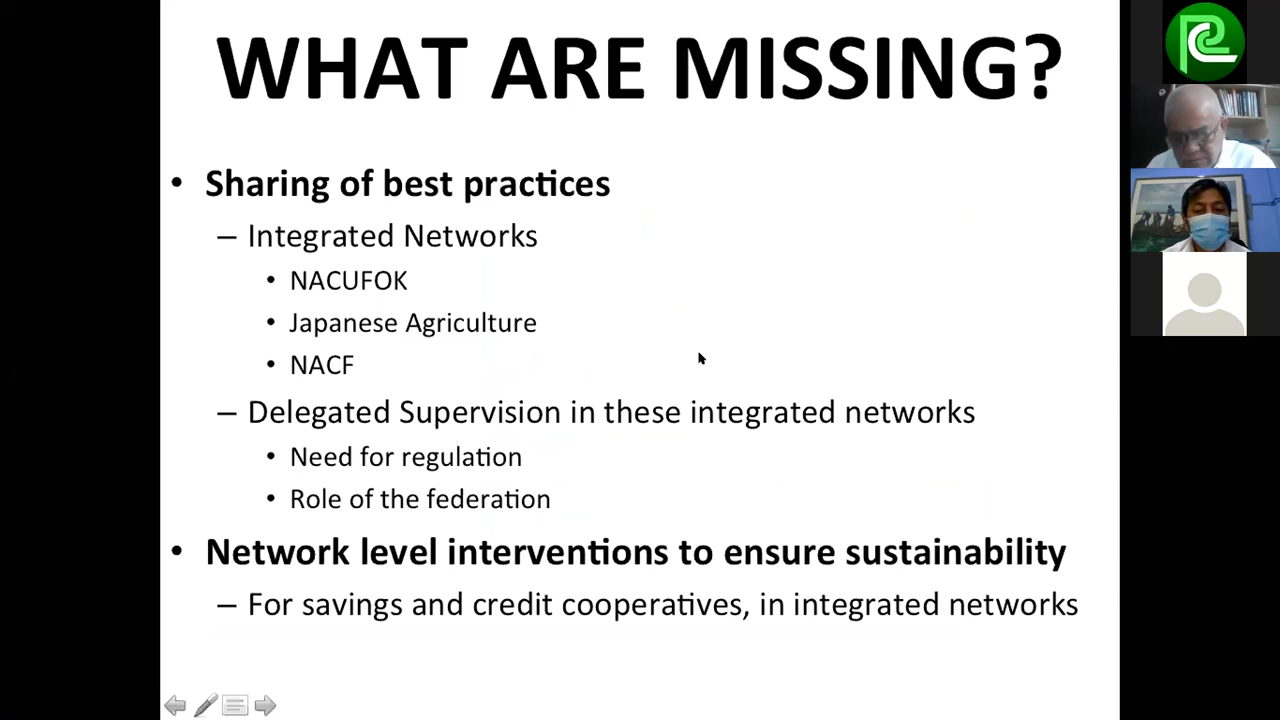 WHAT ARE MISSING?
• Sharing of best practices
– Integrated Networks
• NACUFOK
• Japanese Agriculture
• NACF
– Delegated Supervision in these integrated networks
• Need for regulation
• Role of the federation
• Network level interventions to ensure sustainability
– For savings and credit cooperatives, in integrated networks